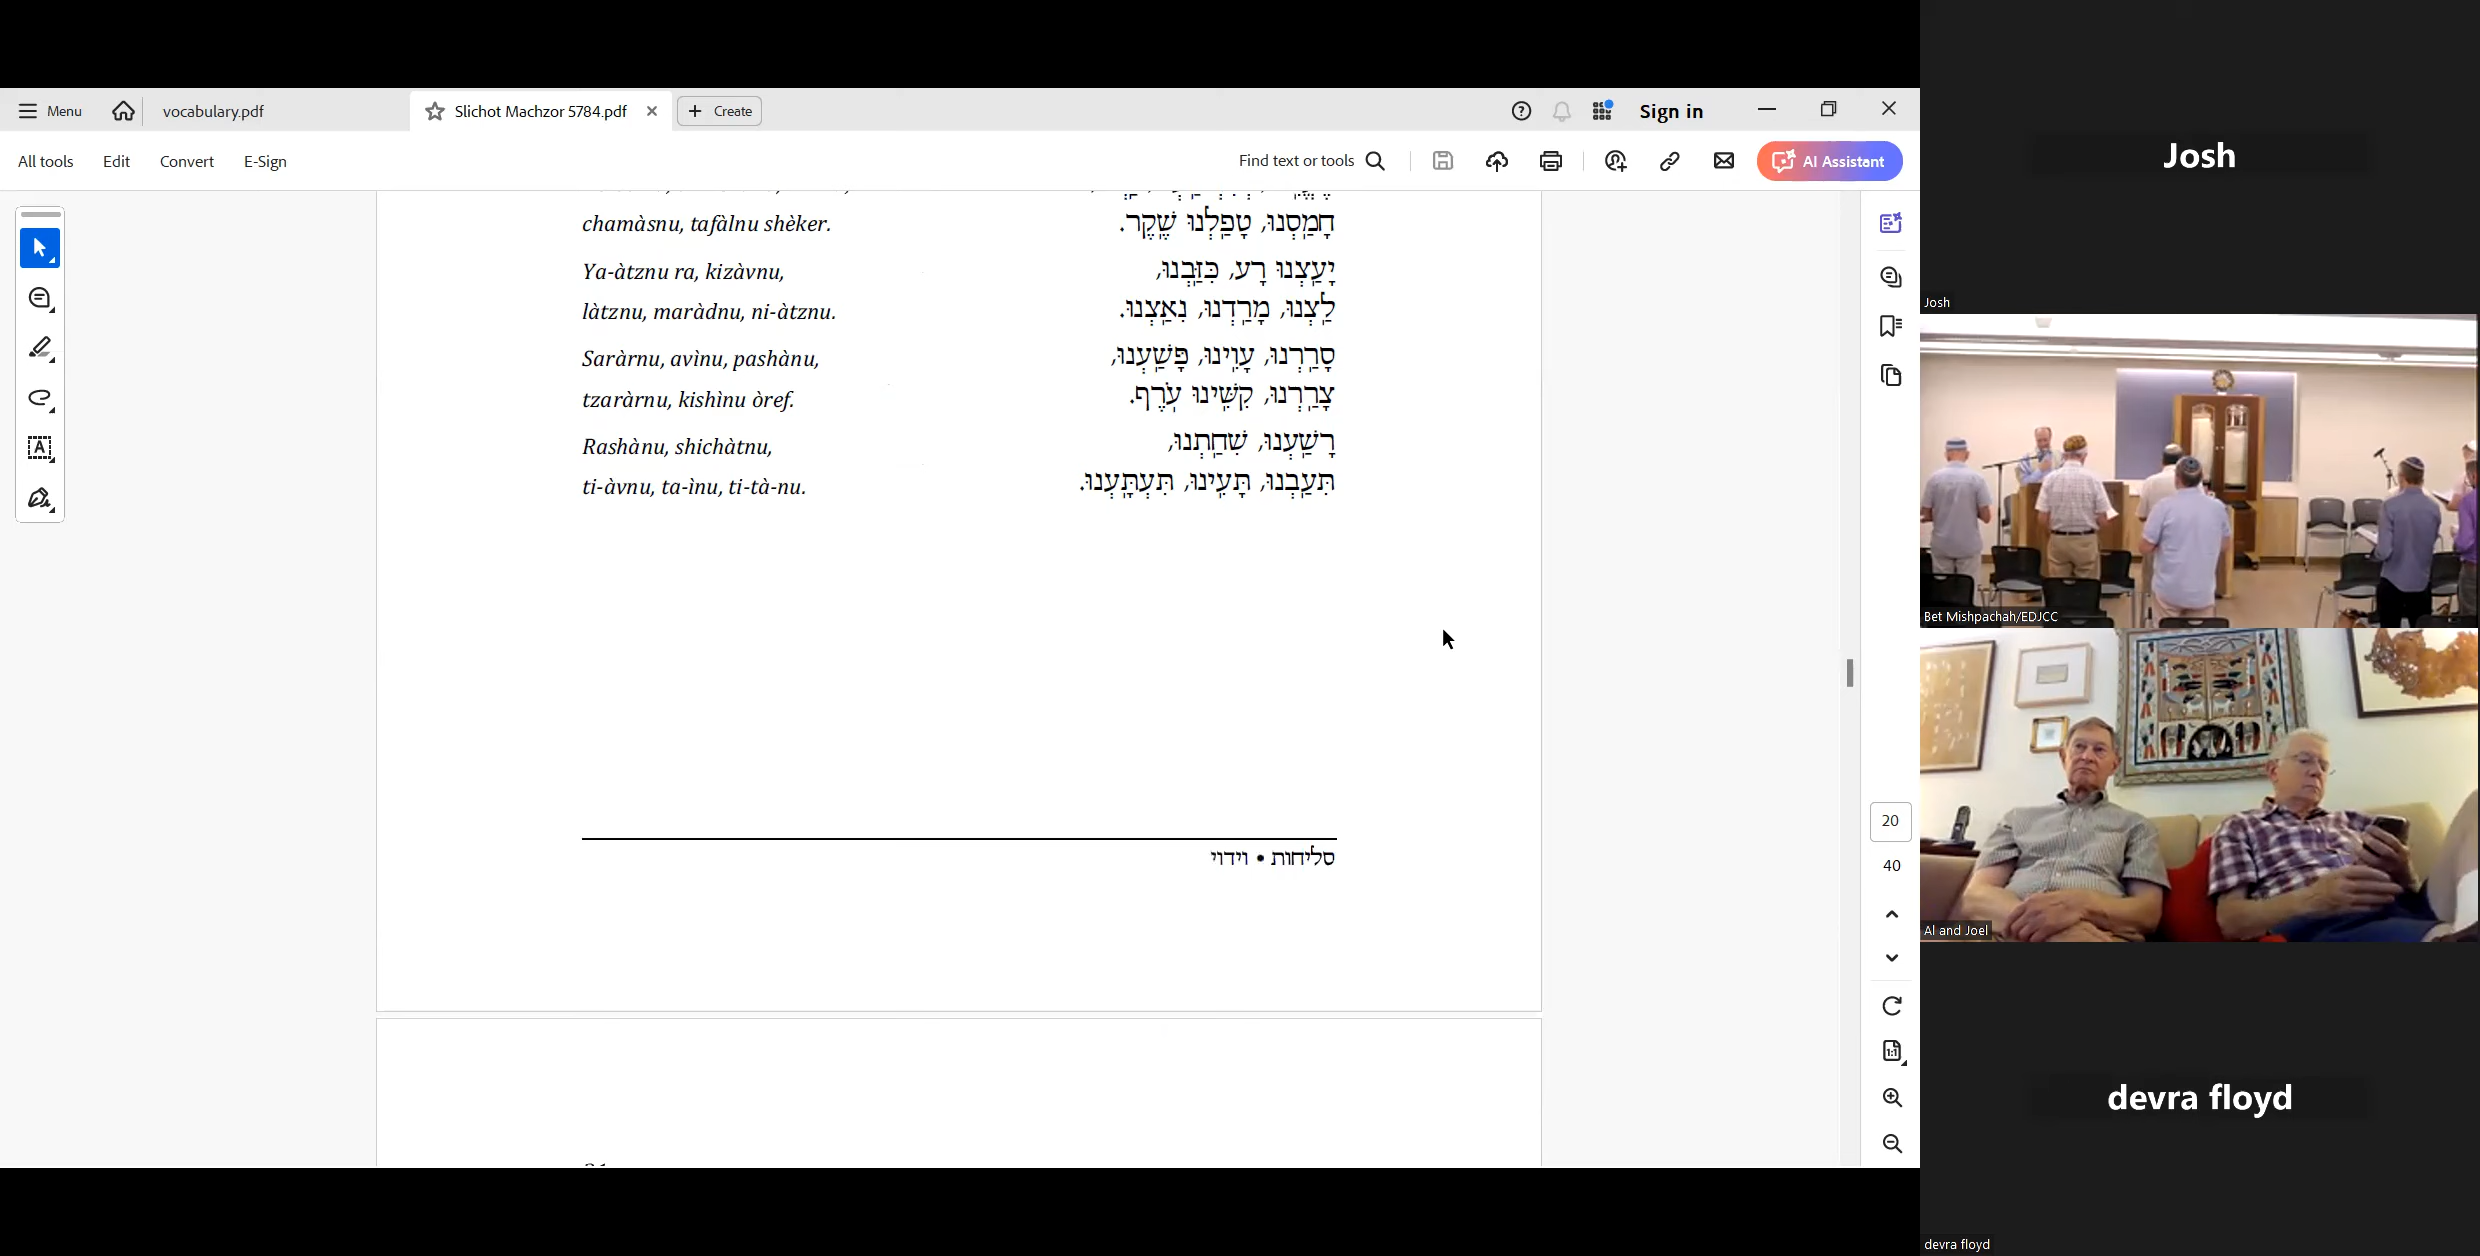 Menu
vocabulary.pdf
Slichot Machzor 5784.pdf
Create
Sign in
All tools
Edit
Convert
E-Sign
Find text or tools
AI Assistant
chamàsnu, tafàlnu shèker.
חָמַסְנוּ, טָפַלְנוּ שֶׁקֶר.
Ya-àtznu ra, kizàvnu,
יָעַצְנוּ רָע, כִּזַּבְנוּ,
làtznu, maràdnu, ni-àtznu.
לַצְנוּ, מָרַדְנוּ, נִאַצְנוּ.
Saràrnu, avìnu, pashànu,
סָרַרְנוּ, עָוִינוּ, פָּשַׁעְנוּ,
tzaràrnu, kishìnu òref.
צָרַרְנוּ, קִשִּׁינוּ עֹרֶף.
Rashànu, shichàtnu,
רָשַׁעְנוּ, שִׁחַתְנוּ,
ti-àvnu, ta-ìnu, ti-tà-nu.
תִּעַבְנוּ, תָּעִינוּ, תִּעְתָּעְנוּ.
סליחות • וידוי
20
40
Josh
Josh
Bet Mishpachah/EDJCC
Al and Joel
devra floyd
devra floyd